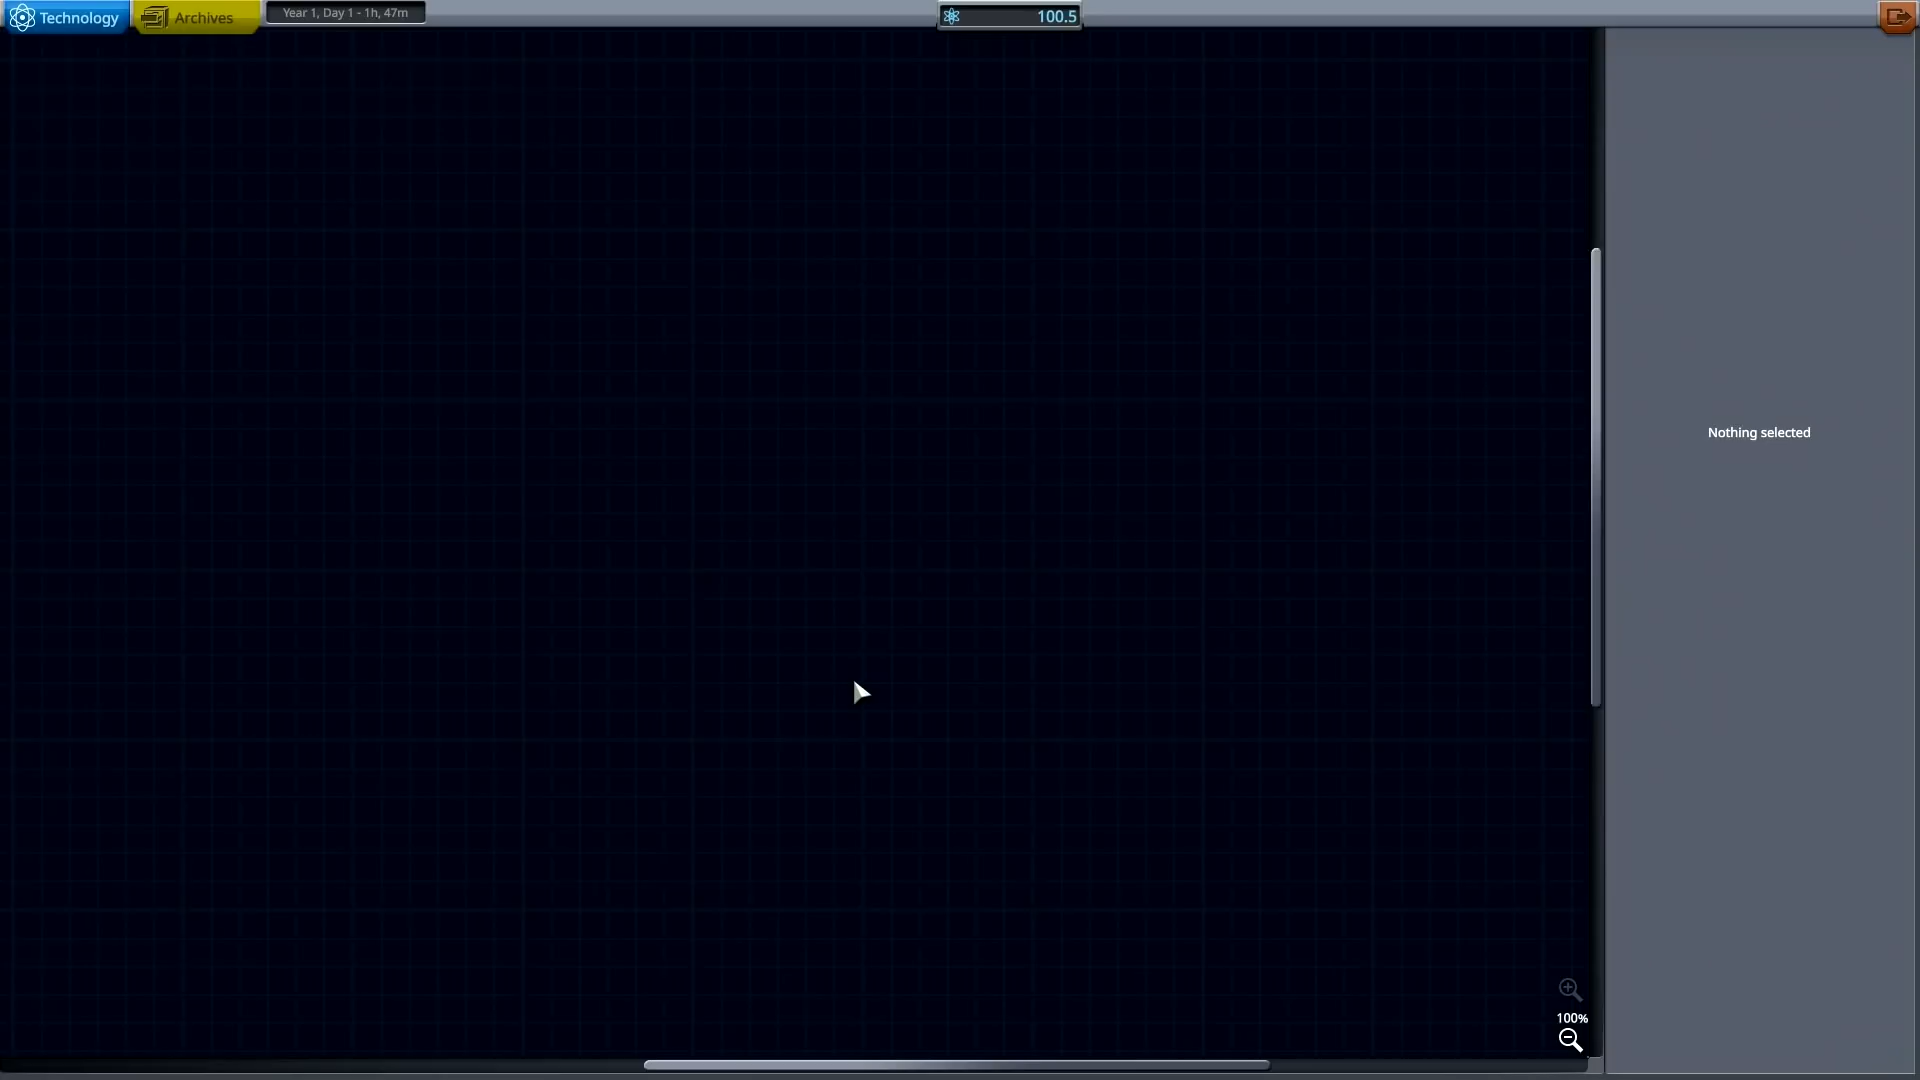 Technology
Archives
Year 1, Day 1 - 1h, 47m
100.5
Nothing selected
100%